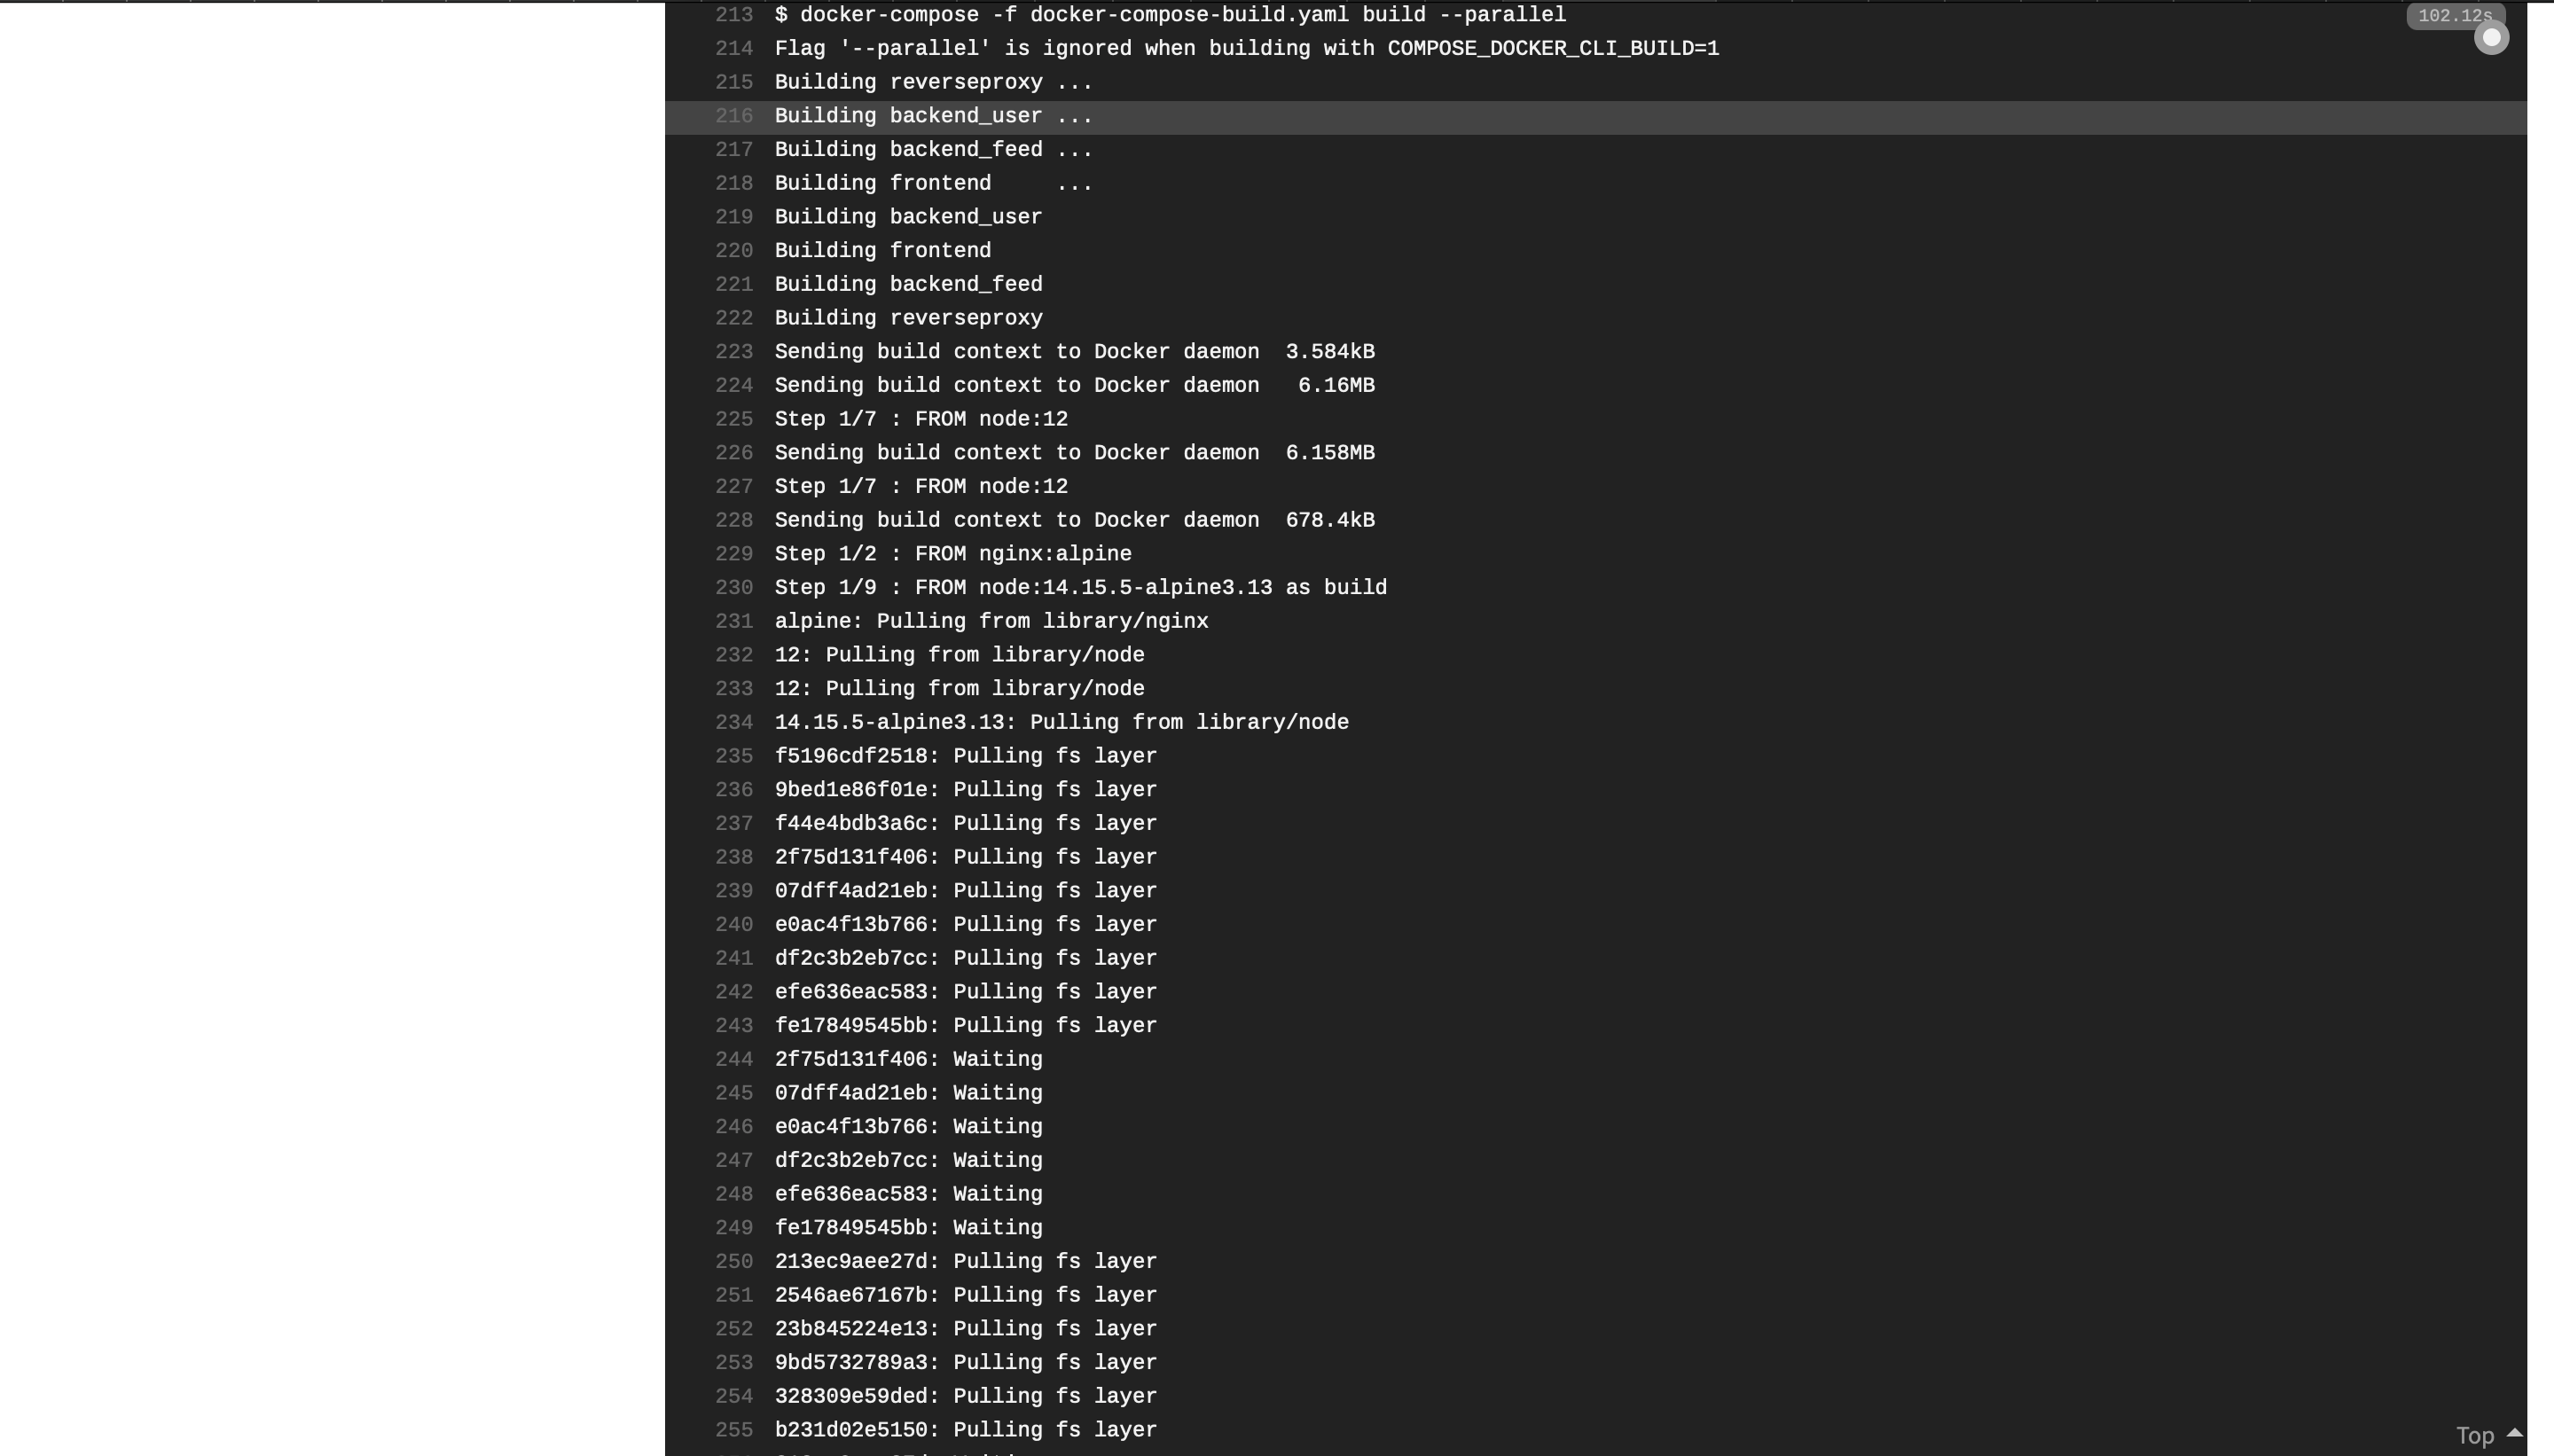 213 $ docker-compose -f docker-compose-build.yaml build --parallel 102.12s
214 Flag '--parallel' is ignored when building with COMPOSE_DOCKER_CLI_BUILD=1
215 Building reverseproxy ...
216 Building backend_user ...
217 Building backend_feed ...
218 Building frontend     ...
219 Building backend_user
220 Building frontend
221 Building backend_feed
222 Building reverseproxy
223 Sending build context to Docker daemon  3.584kB
224 Sending build context to Docker daemon   6.16MB
225 Step 1/7 : FROM node:12
226 Sending build context to Docker daemon  6.158MB
227 Step 1/7 : FROM node:12
228 Sending build context to Docker daemon  678.4kB
229 Step 1/2 : FROM nginx:alpine
230 Step 1/9 : FROM node:14.15.5-alpine3.13 as build
231 alpine: Pulling from library/nginx
232 12: Pulling from library/node
233 12: Pulling from library/node
234 14.15.5-alpine3.13: Pulling from library/node
235 f5196cdf2518: Pulling fs layer
236 9bed1e86f01e: Pulling fs layer
237 f44e4bdb3a6c: Pulling fs layer
238 2f75d131f406: Pulling fs layer
239 07dff4ad21eb: Pulling fs layer
240 e0ac4f13b766: Pulling fs layer
241 df2c3b2eb7cc: Pulling fs layer
242 efe636eac583: Pulling fs layer
243 fe17849545bb: Pulling fs layer
244 2f75d131f406: Waiting
245 07dff4ad21eb: Waiting
246 e0ac4f13b766: Waiting
247 df2c3b2eb7cc: Waiting
248 efe636eac583: Waiting
249 fe17849545bb: Waiting
250 213ec9aee27d: Pulling fs layer
251 2546ae67167b: Pulling fs layer
252 23b845224e13: Pulling fs layer
253 9bd5732789a3: Pulling fs layer
254 328309e59ded: Pulling fs layer
255 b231d02e5150: Pulling fs layer
Top